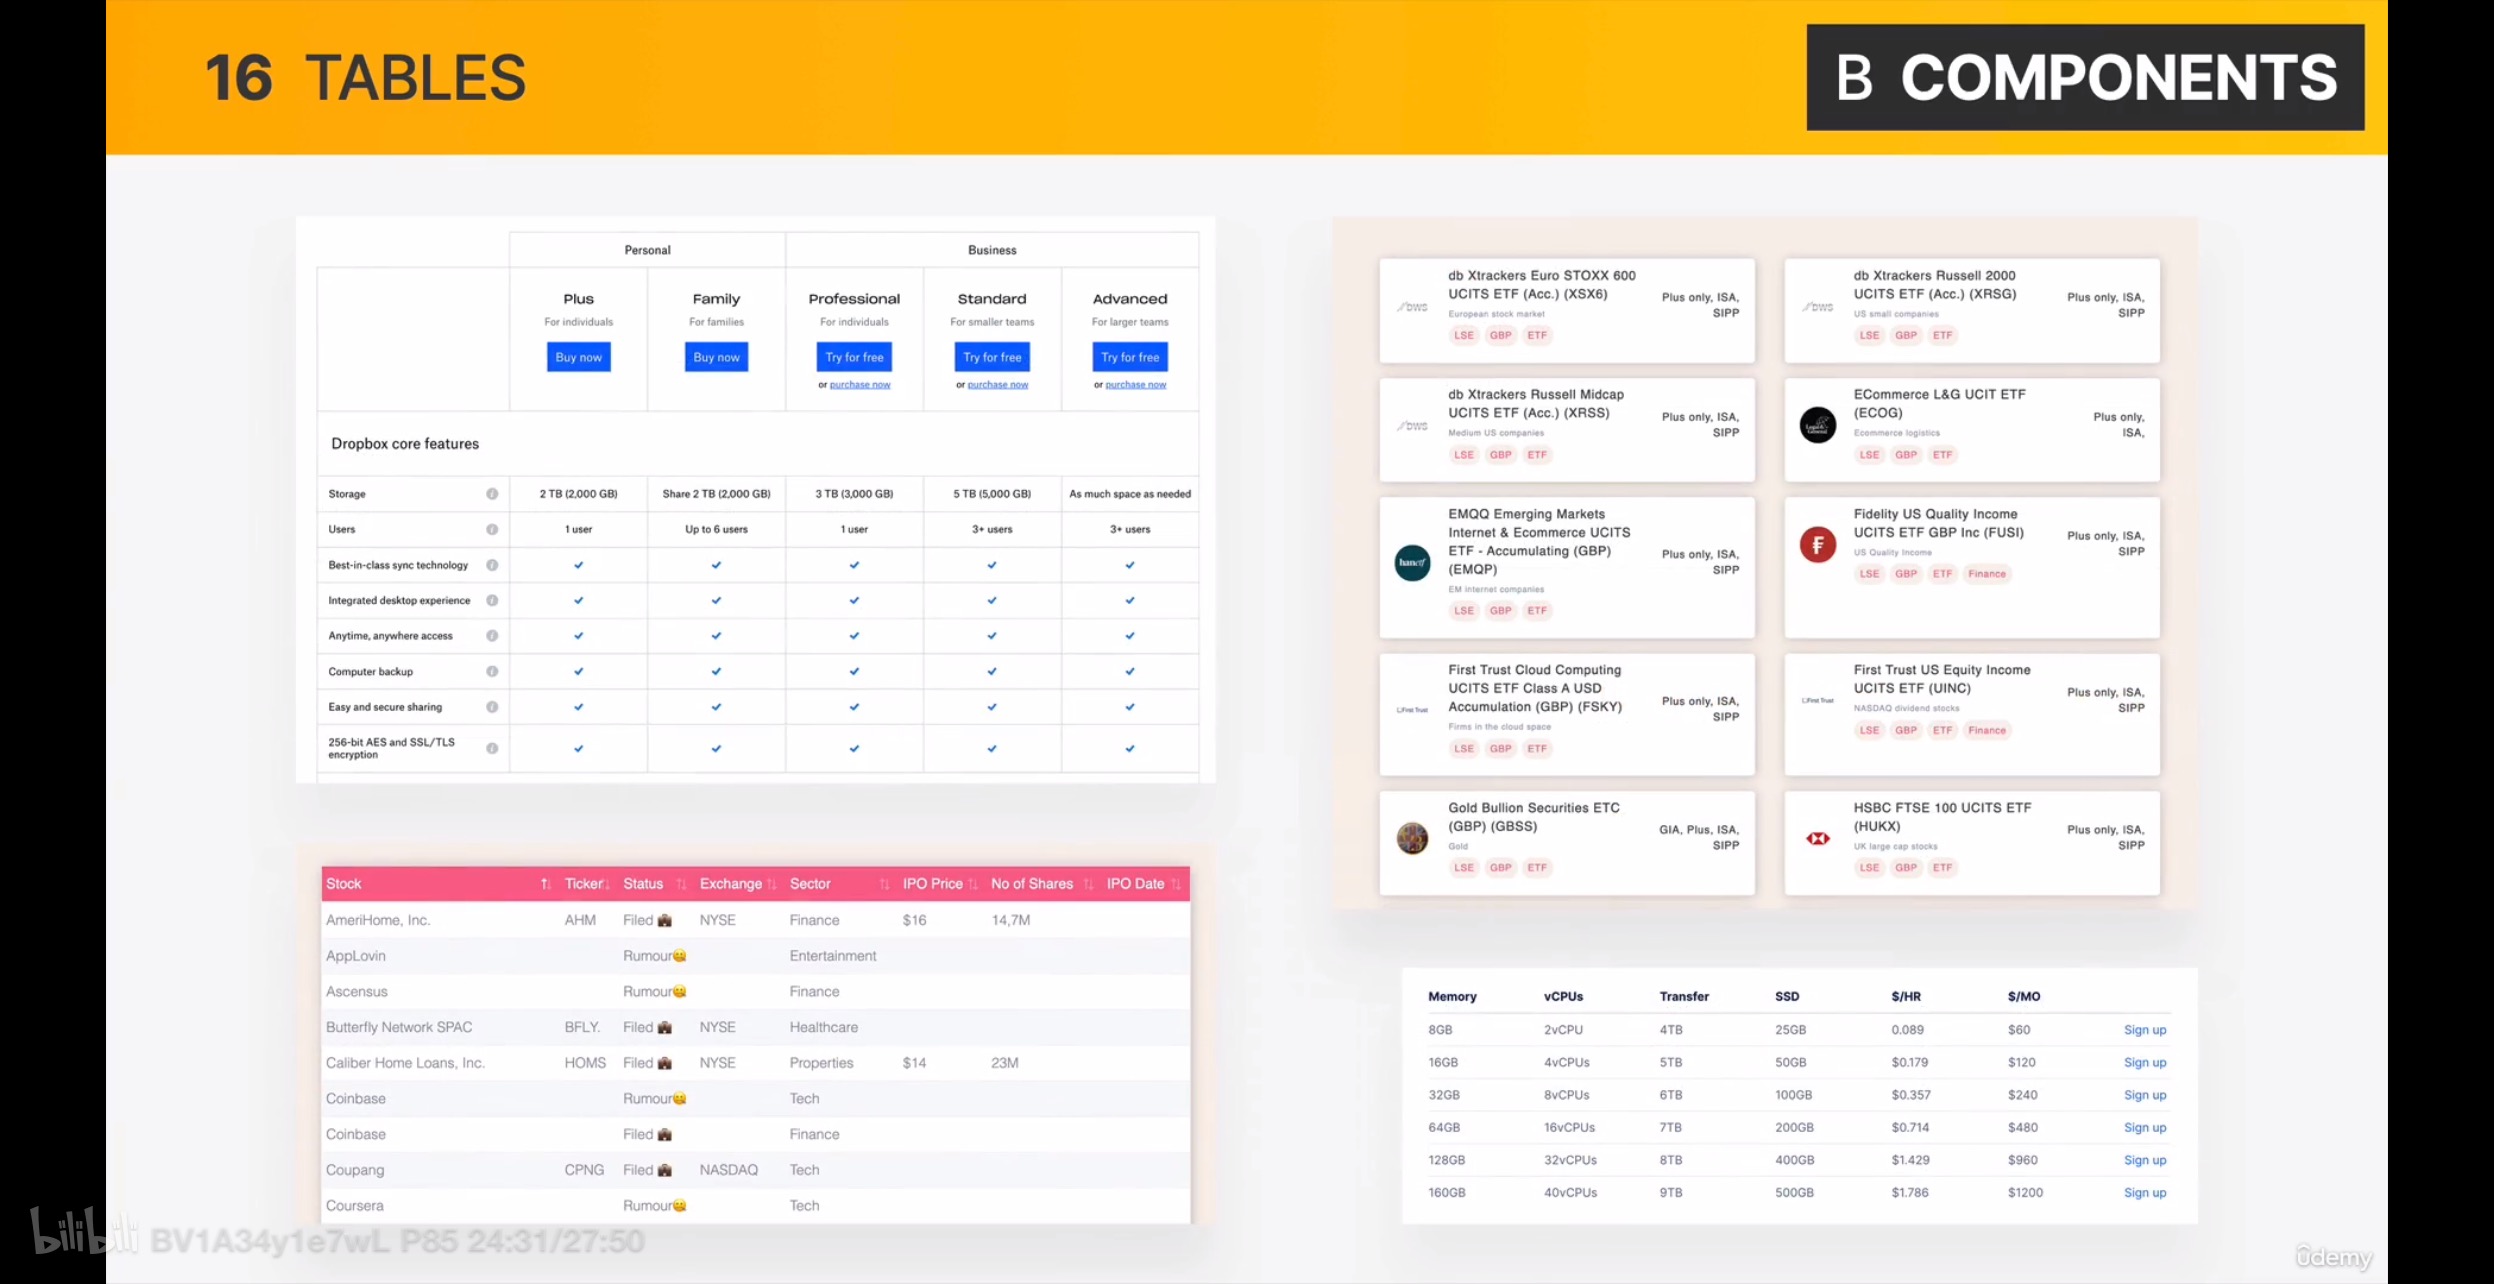 16 TABLES
B COMPONENTS
Personal Business
Plus Family Professional Standard Advanced
For individuals For families For individuals For smaller teams For larger teams
Buy now Buy now Try for free Try for free Try for free
or purchase now or purchase now or purchase now
Dropbox core features
Storage 2 TB (2,000 GB) Share 2 TB (2,000 GB) 3 TB (3,000 GB) 5 TB (5,000 GB) As much space as needed
Users 1 user Up to 6 users 1 user 3+ users 3+ users
Best-in-class sync technology
Integrated desktop experience
Anytime, anywhere access
Computer backup
Easy and secure sharing
256-bit AES and SSL/TLS
encryption
Stock Ticker Status Exchange Sector IPO Price No of Shares IPO Date
AmeriHome, Inc. AHM Filed NYSE Finance $16 14,7M
AppLovin Rumour Entertainment
Ascensus Rumour Finance
Butterfly Network SPAC BFLY. Filed NYSE Healthcare
Caliber Home Loans, Inc. HOMS Filed NYSE Properties $14 23M
Coinbase Rumour Tech
Coinbase Filed Finance
Coupang CPNG Filed NASDAQ Tech
Coursera Rumour Tech
DWS
db Xtrackers Euro STOXX 600
UCITS ETF (Acc.) (XSX6)
European stock market
LSE GBP ETF
Plus only, ISA,
SIPP
DWS
db Xtrackers Russell 2000
UCITS ETF (Acc.) (XRSG)
US small companies
LSE GBP ETF
Plus only, ISA,
SIPP
DWS
db Xtrackers Russell Midcap
UCITS ETF (Acc.) (XRSS)
Medium US companies
LSE GBP ETF
Plus only, ISA,
SIPP
Legal &
General
ECommerce L&G UCIT ETF
(ECOG)
Ecommerce logistics
LSE GBP ETF
Plus only,
ISA,
hanetf
EMQQ Emerging Markets
Internet & Ecommerce UCITS
ETF - Accumulating (GBP)
(EMQP)
EM internet companies
LSE GBP ETF
Plus only, ISA,
SIPP
F
Fidelity US Quality Income
UCITS ETF GBP Inc (FUSI)
US Quality Income
LSE GBP ETF Finance
Plus only, ISA,
SIPP
First Trust
First Trust Cloud Computing
UCITS ETF Class A USD
Accumulation (GBP) (FSKY)
Firms in the cloud space
LSE GBP ETF
Plus only, ISA,
SIPP
First Trust
First Trust US Equity Income
UCITS ETF (UINC)
NASDAQ dividend stocks
LSE GBP ETF Finance
Plus only, ISA,
SIPP
Gold Bullion Securities ETC
(GBP) (GBSS)
Gold
LSE GBP ETF
GIA, Plus, ISA,
SIPP
HSBC FTSE 100 UCITS ETF
(HUKX)
UK large cap stocks
LSE GBP ETF
Plus only, ISA,
SIPP
Memory vCPUs Transfer SSD $/HR $/MO
8GB 2vCPU 4TB 25GB 0.089 $60 Sign up
16GB 4vCPUs 5TB 50GB $0.179 $120 Sign up
32GB 8vCPUs 6TB 100GB $0.357 $240 Sign up
64GB 16vCPUs 7TB 200GB $0.714 $480 Sign up
128GB 32vCPUs 8TB 400GB $1.429 $960 Sign up
160GB 40vCPUs 9TB 500GB $1.786 $1200 Sign up
bilibili BV1A34y1e7wL P85 24:31/27:50
ûdemy